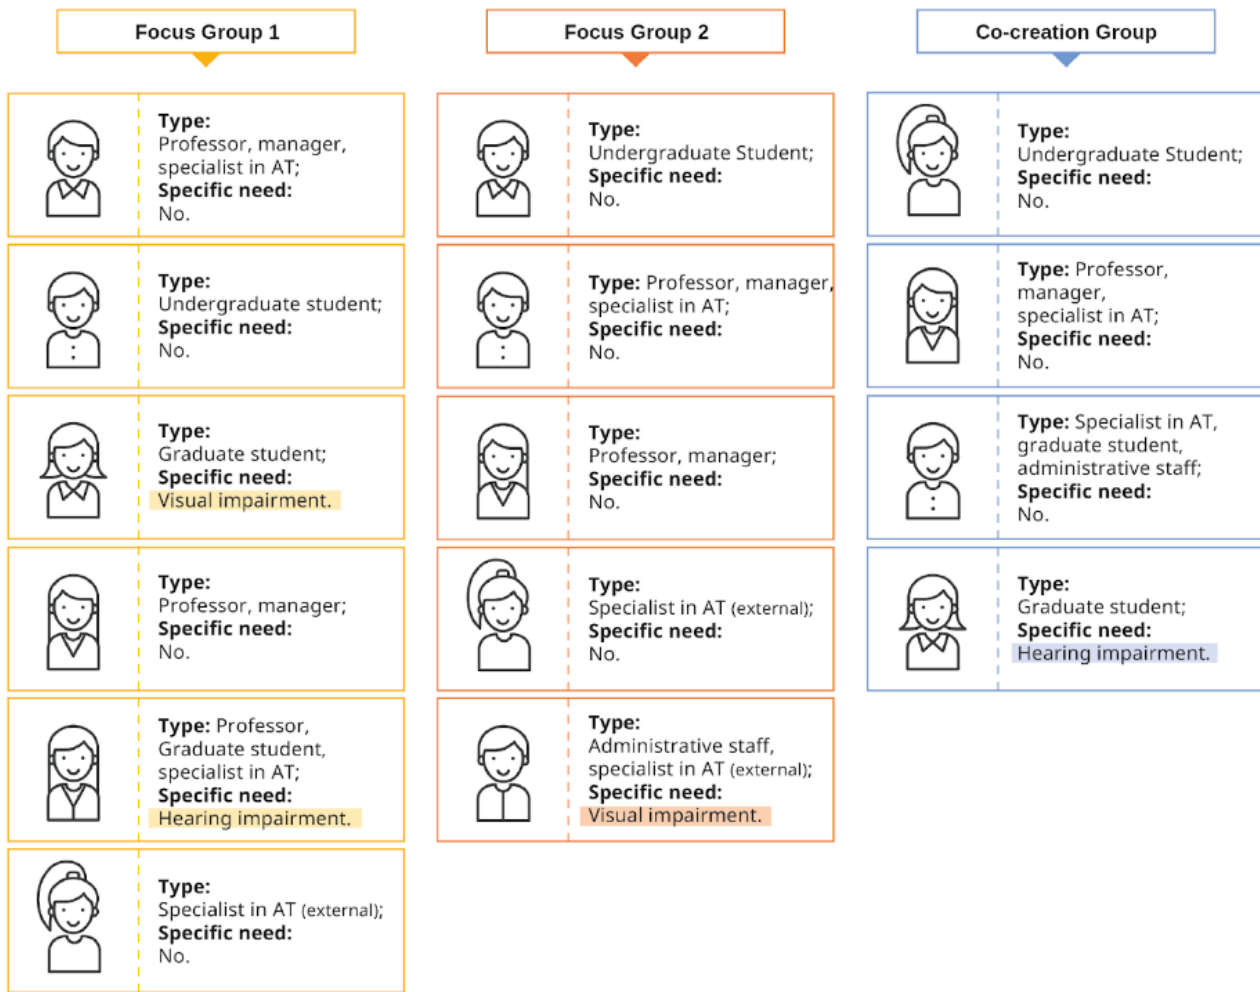 Focus Group 1
Type:
Professor, manager,
specialist in AT;
Specific need:
No.
Type:
Undergraduate student;
Specific need:
No.
Type:
Graduate student;
Specific need:
Visual impairment.
Type:
Professor, manager;
Specific need:
No.
Type: Professor,
Graduate student,
specialist in AT;
Specific need:
Hearing impairment.
Type:
Specialist in AT (external);
Specific need:
No.
Focus Group 2
Type:
Undergraduate Student;
Specific need:
No.
Type: Professor, manager,
specialist in AT;
Specific need:
No.
Type:
Professor, manager;
Specific need:
No.
Type:
Specialist in AT (external);
Specific need:
No.
Type:
Administrative staff,
specialist in AT (external);
Specific need:
Visual impairment.
Co-creation Group
Type:
Undergraduate Student;
Specific need:
No.
Type: Professor,
manager,
specialist in AT;
Specific need:
No.
Type: Specialist in AT,
graduate student,
administrative staff;
Specific need:
No.
Type:
Graduate student;
Specific need:
Hearing impairment.